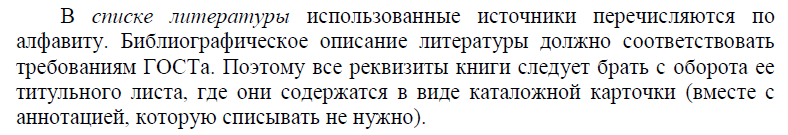 В списке литературы использованные источники перечисляются по
алфавиту. Библиографическое описание литературы должно соответствовать
требованиям ГОСТа. Поэтому все реквизиты книги следует брать с оборота ее
титульного листа, где они содержатся в виде каталожной карточки (вместе с
аннотацией, которую списывать не нужно).